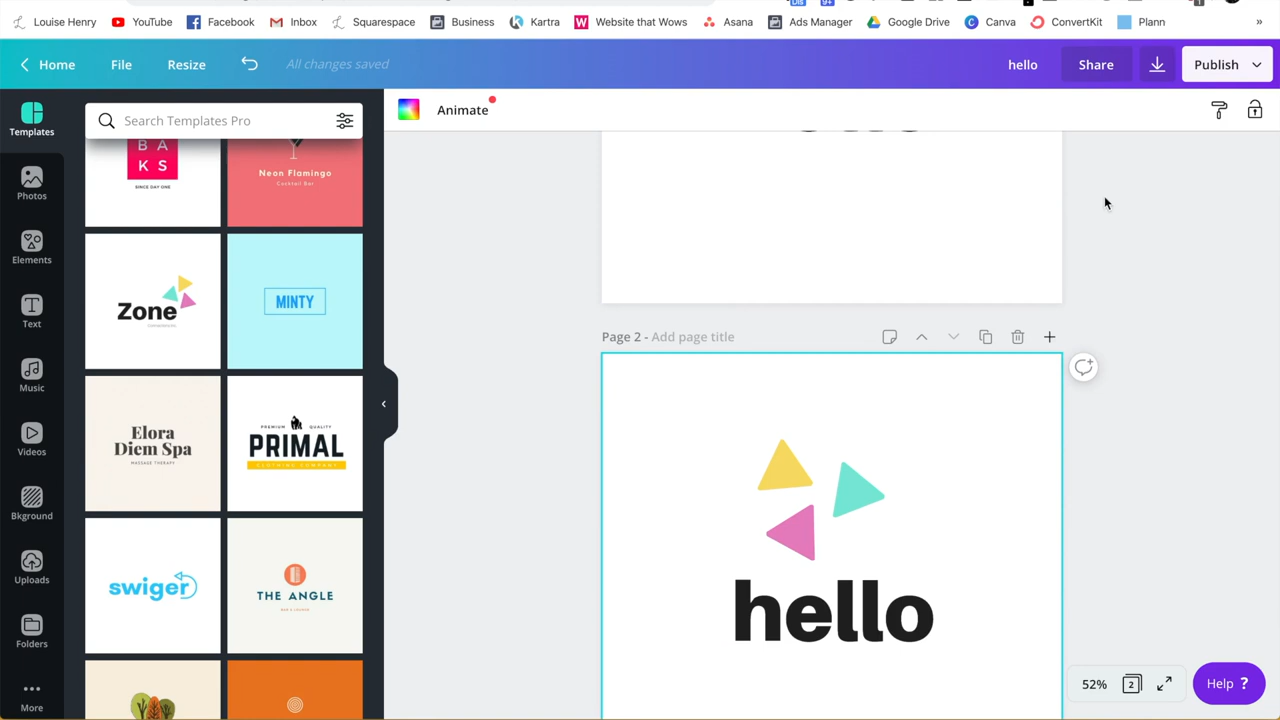 Louise Henry YouTube Facebook Inbox Squarespace Business Kartra Website that Wows Asana Ads Manager Google Drive Canva ConvertKit Plann »
Home File Resize All changes saved hello Share Publish
Templates
Photos
Elements
Text
Music
Videos
Bkground
Uploads
Folders
More
Search Templates Pro
B A
K S
SINCE DAY ONE
Neon Flamingo
Cocktail Bar
Zone
MINTY
Elora
Diem Spa
MASSAGE THERAPY
PREMIUM QUALITY
PRIMAL
CLOTHING COMPANY
swiger
THE ANGLE
BAR & LOUNGE
Animate
Page 2 - Add page title
hello
52% 2 Help ?